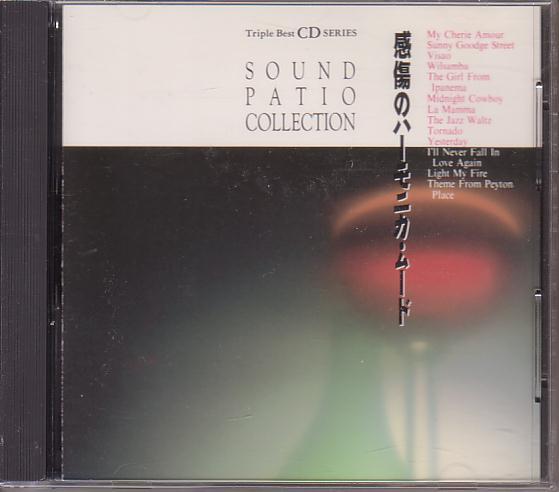 Triple Best CD SERIES
SOUND
PATIO
COLLECTION
感傷のハーモニカ・ムード
My Cherie Amour
Sunny Goodge Street
Visao
Wilsamba
The Girl From
Ipanema
Midnight Cowboy
La Mamma
The Jazz Waltz
Tornado
Yesterday
I'll Never Fall In
Love Again
Light My Fire
Theme From Peyton
Place